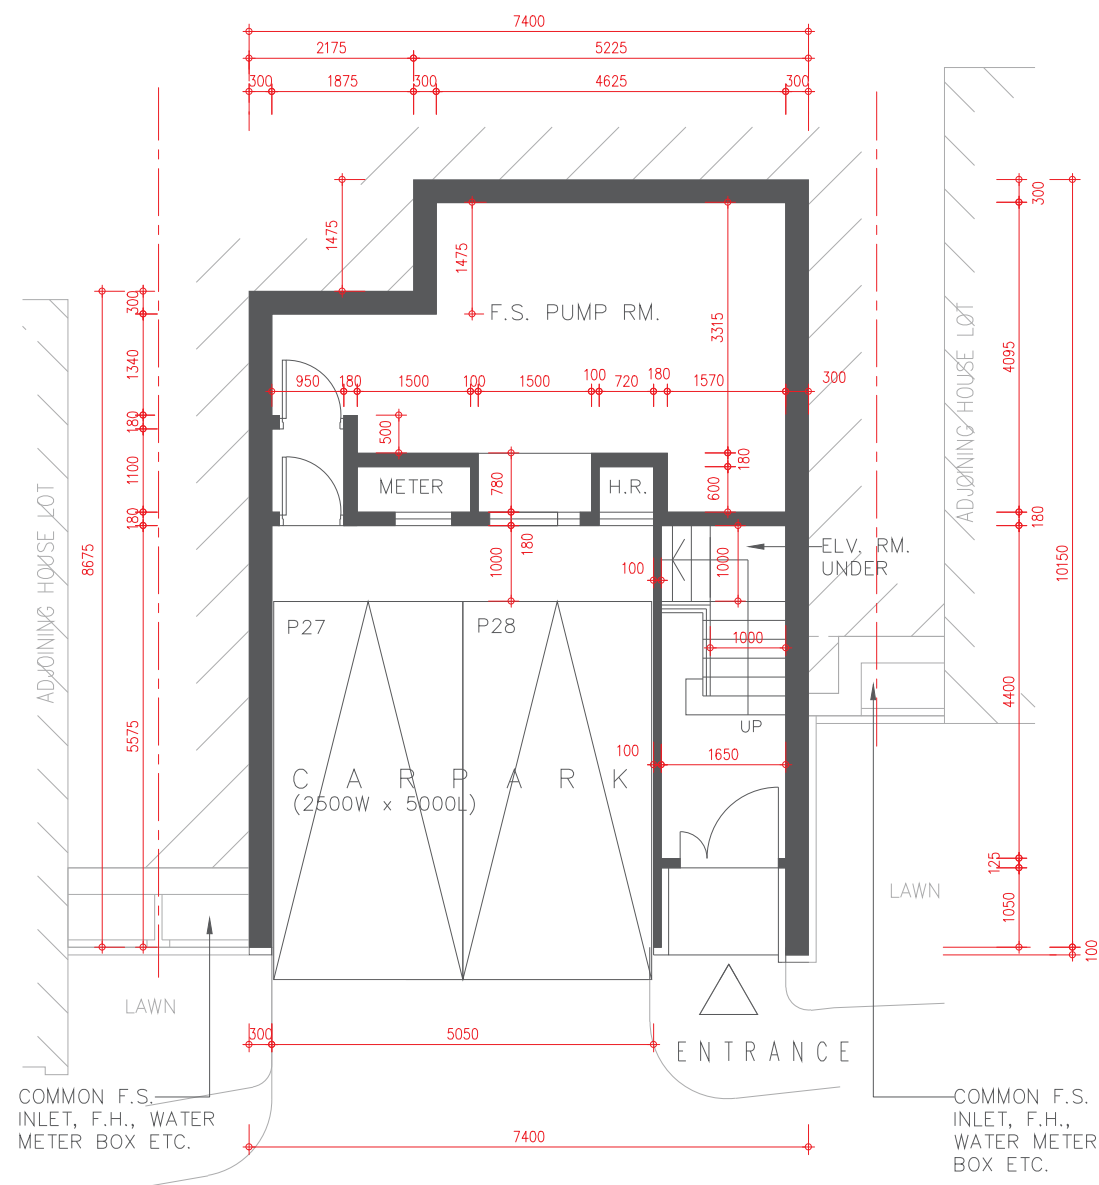 7400
2175
5225
300
1875
300
4625
300
300
1475
1475
F.S. PUMP RM.
3315
300
1340
4095
ADJOINING HOUSE LOT
950
180
1500
100
1500
100
720
180
1570
300
180
500
180
1100
METER
780
H.R.
600
ADJOINING HOUSE LOT
180
180
180
8675
1000
100
1000
ELV. RM.
UNDER
10150
P27
P28
1000
4400
5575
UP
100
1650
CARPARK
(2500W x 5000L)
125
LAWN
1050
100
LAWN
300
5050
ENTRANCE
COMMON F.S.
INLET, F.H., WATER
METER BOX ETC.
COMMON F.S.
INLET, F.H.,
WATER METER
BOX ETC.
7400